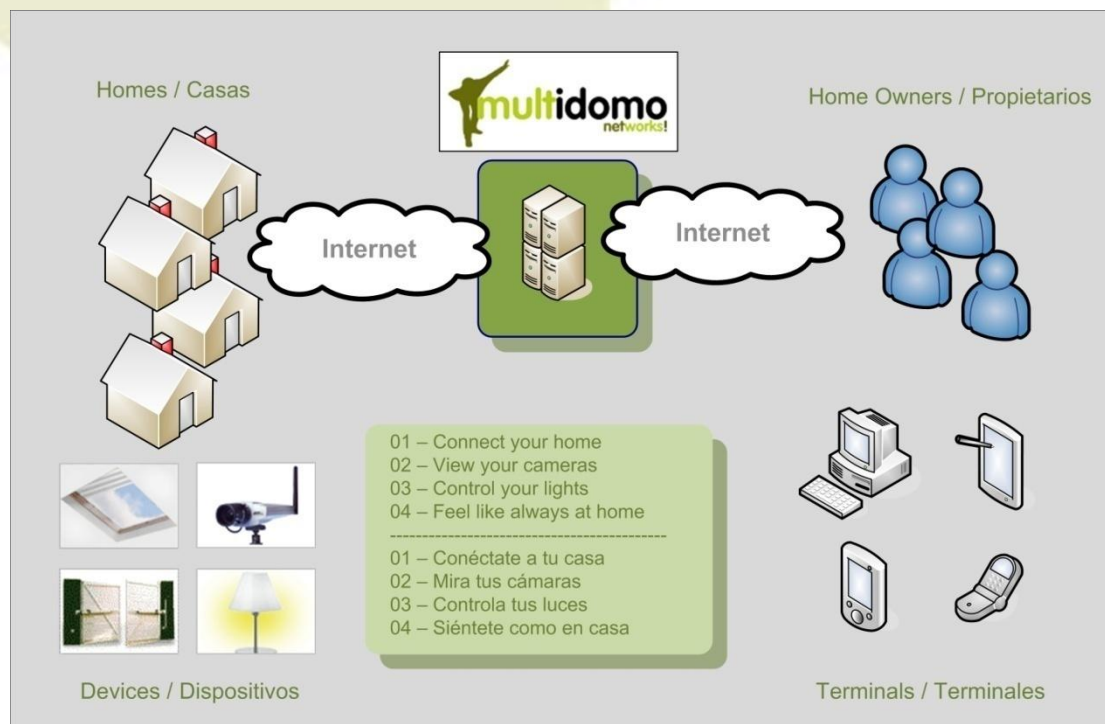 Homes / Casas
multidomo
networks!
Home Owners / Propietarios
Internet
Internet
01 – Connect your home
02 – View your cameras
03 – Control your lights
04 – Feel like always at home
-------------------------------------------
01 – Conéctate a tu casa
02 – Mira tus cámaras
03 – Controla tus luces
04 – Siéntete como en casa
Devices / Dispositivos
Terminals / Terminales